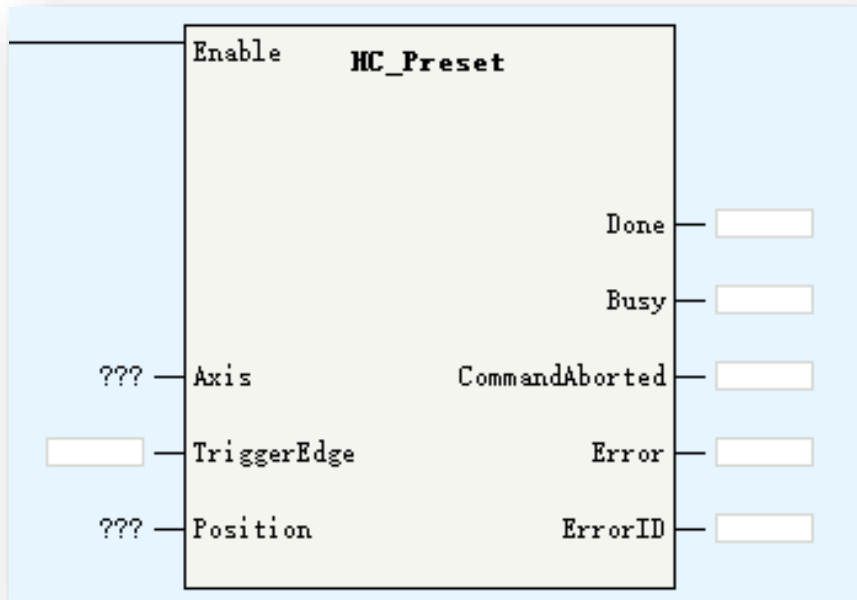 Enable
HC_Preset
Done
Busy
??? Axis CommandAborted
TriggerEdge Error
??? Position ErrorID